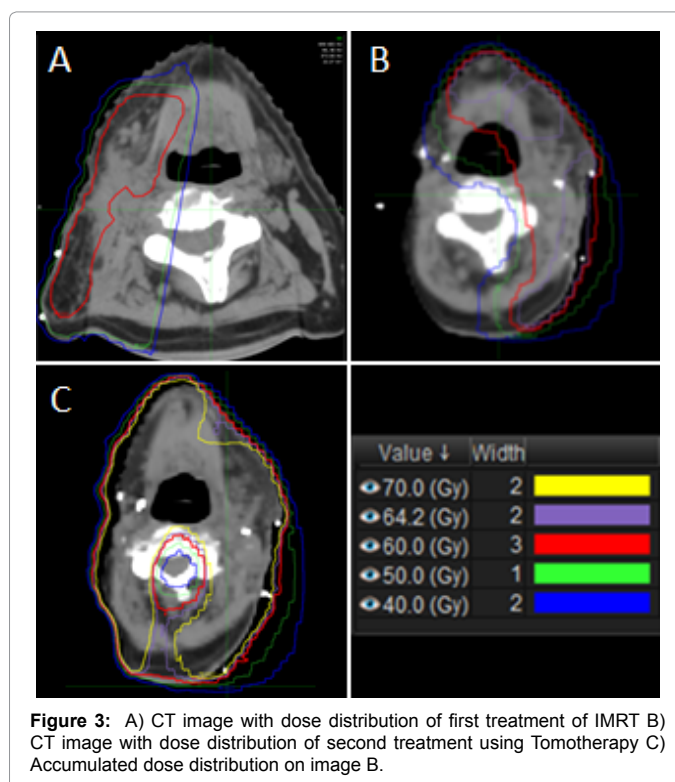 A
B
C
Value ↓ Width
70.0 (Gy) 2
64.2 (Gy) 2
60.0 (Gy) 3
50.0 (Gy) 1
40.0 (Gy) 2
Figure 3: A) CT image with dose distribution of first treatment of IMRT B)
CT image with dose distribution of second treatment using Tomotherapy C)
Accumulated dose distribution on image B.